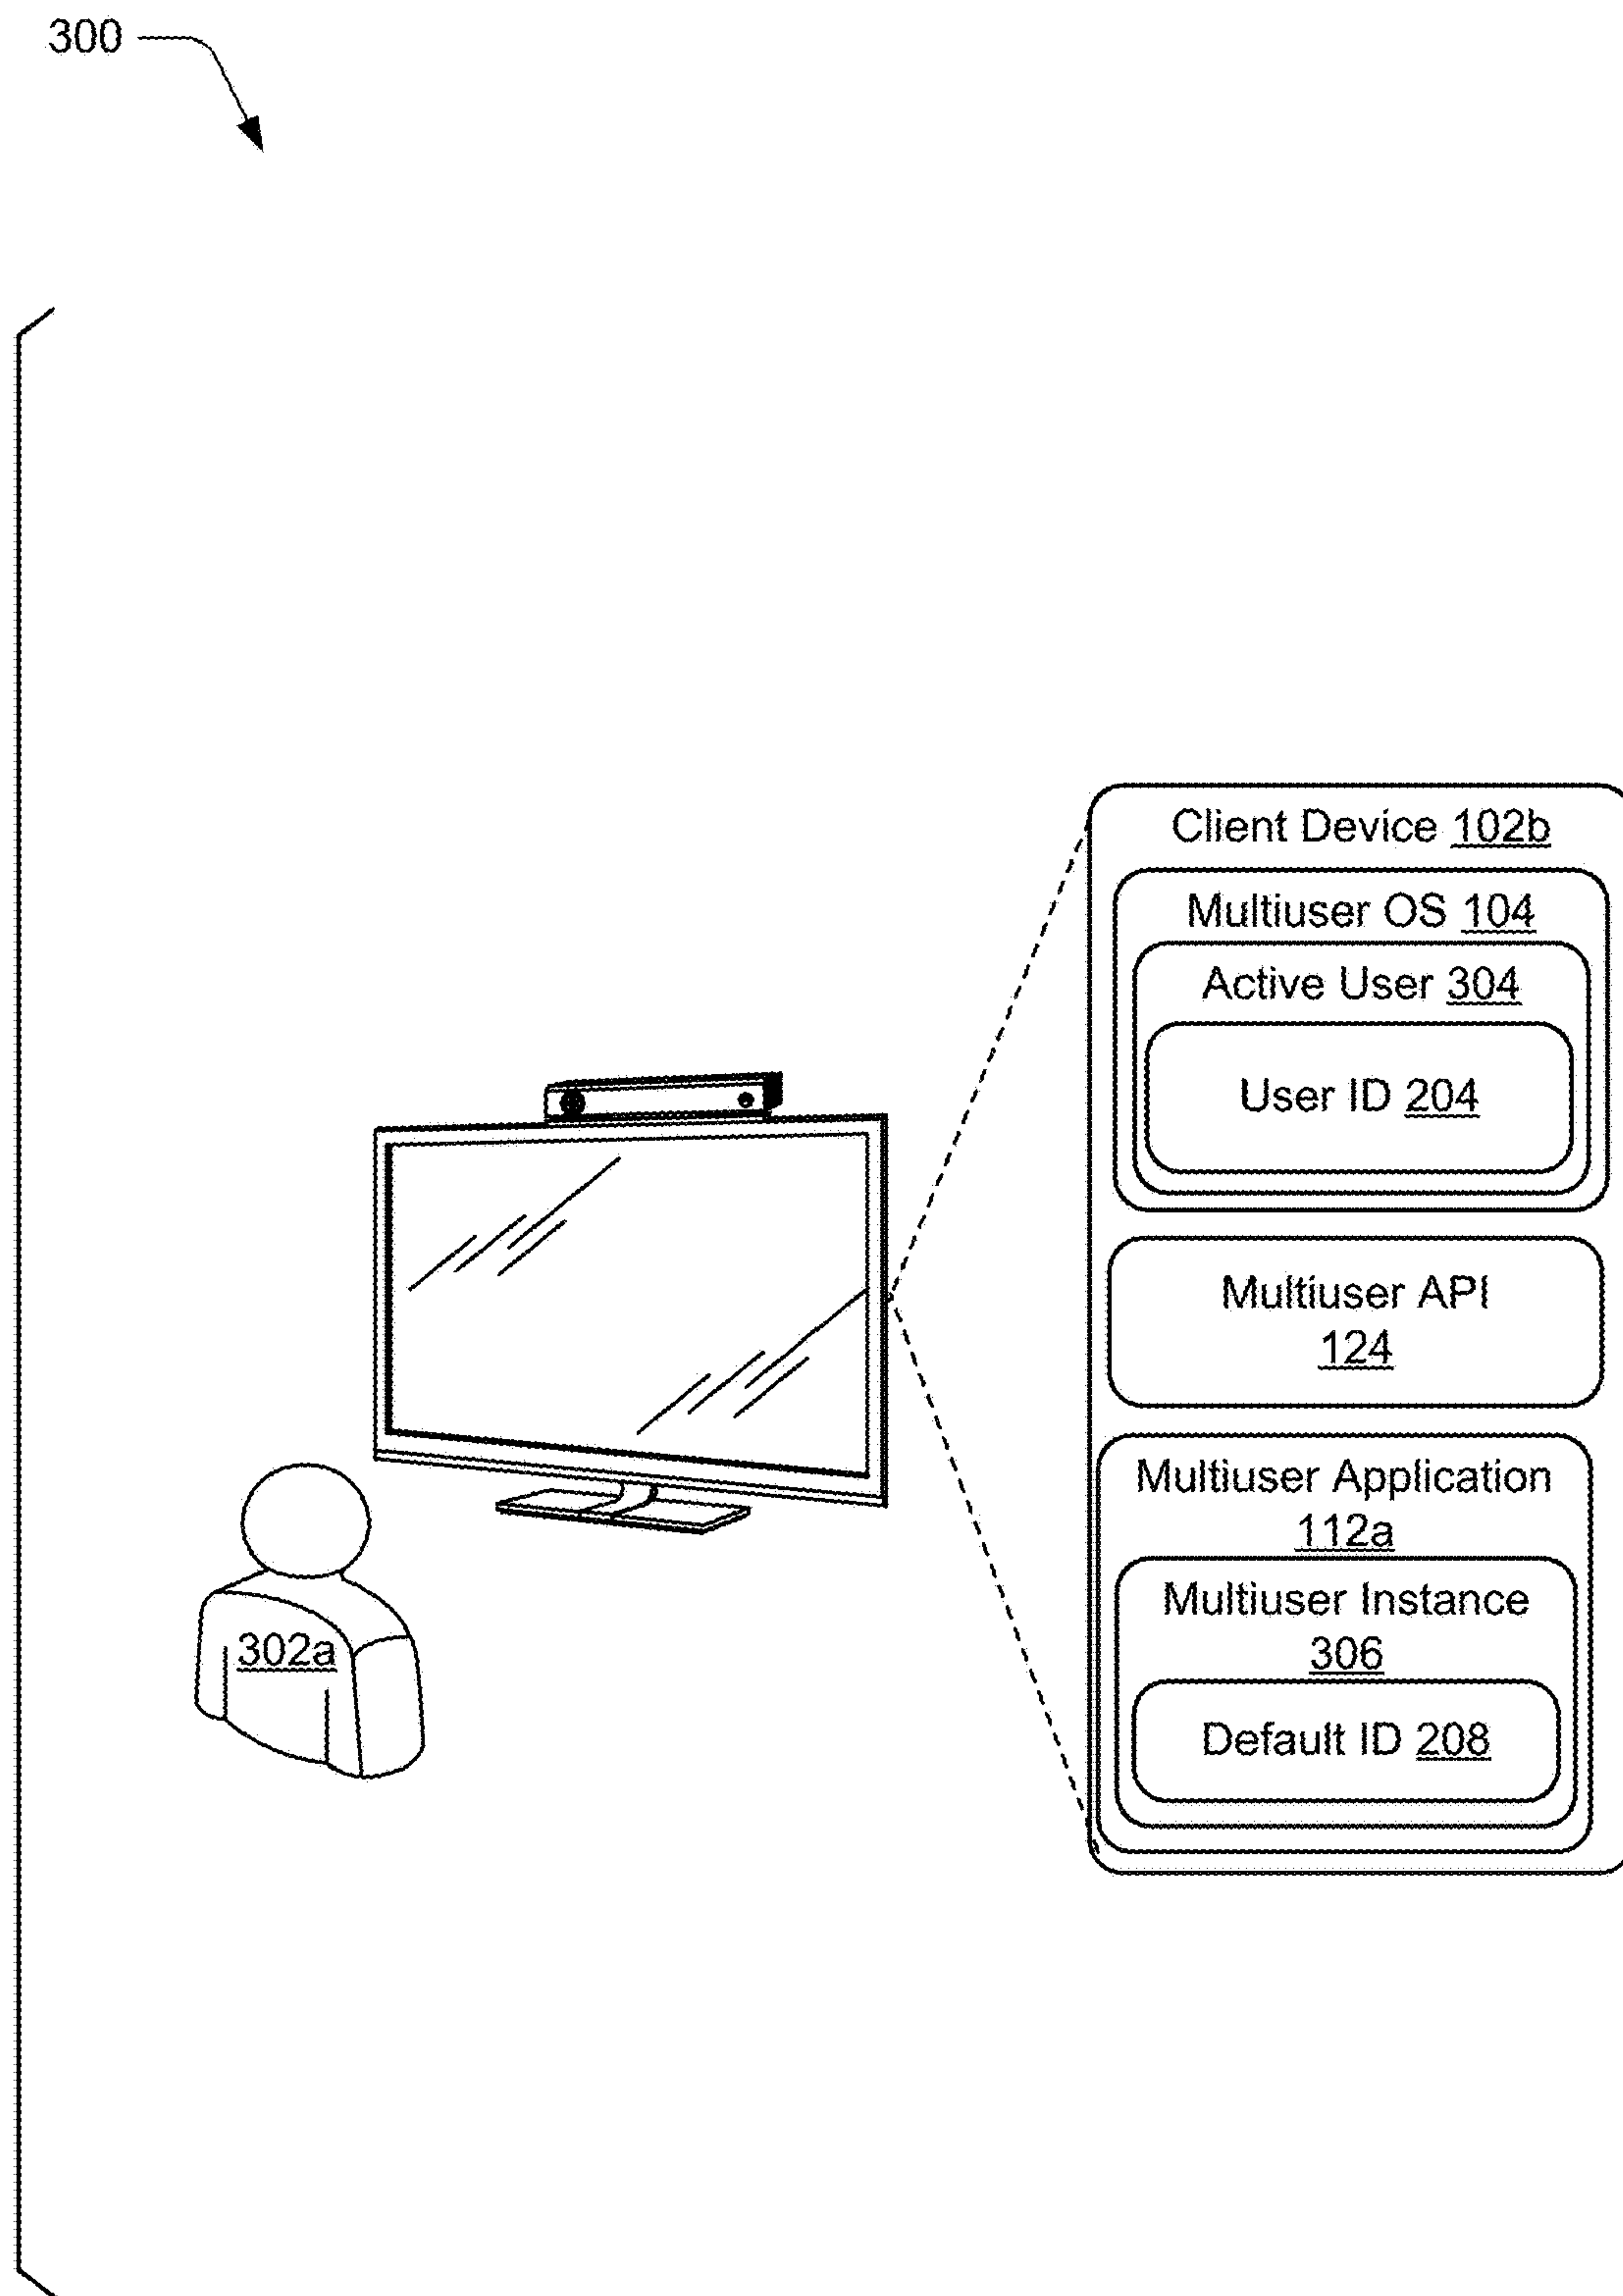 300
Client Device 102b
Multiuser OS 104
Active User 304
User ID 204
Multiuser API
124
Multiuser Application
112a
Multiuser Instance
306
Default ID 208
302a